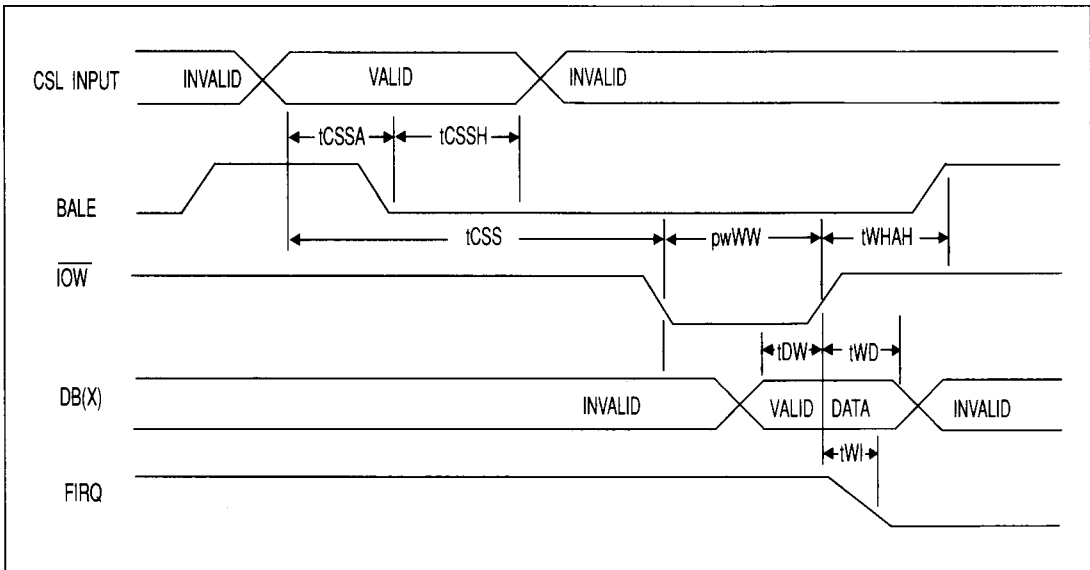 CSL INPUT INVALID VALID INVALID
tCSSA tCSSH
BALE
tCSS pwWW tWHAH
IOW
tDW tWD
DB(X) INVALID VALID DATA INVALID
tWI
FIRQ